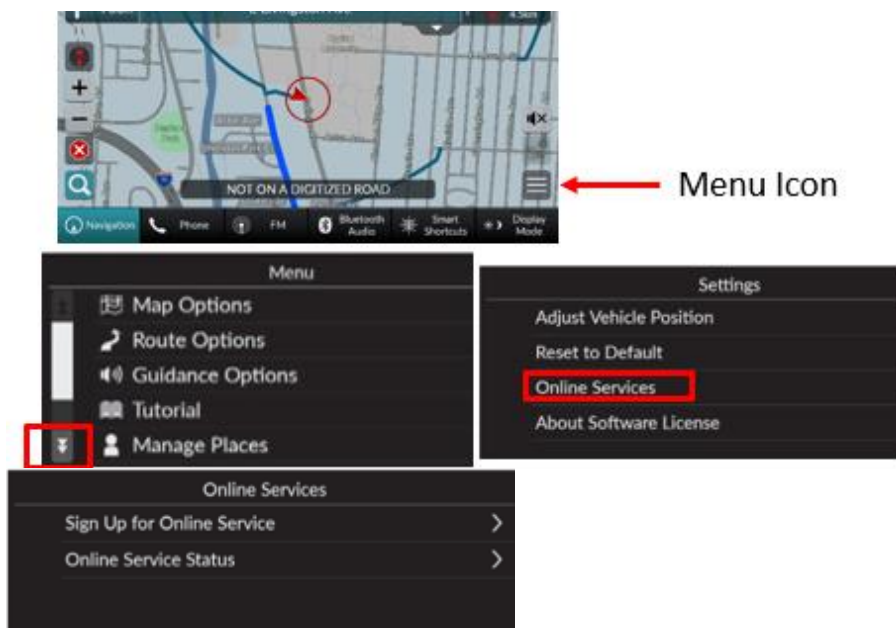 4.5km
NOT ON A DIGITIZED ROAD
Menu Icon
Navigation
Phone
FM
Bluetooth Audio
Smart Shortcuts
Display Mode
Menu
Map Options
Route Options
Guidance Options
Tutorial
Manage Places
Settings
Adjust Vehicle Position
Reset to Default
Online Services
About Software License
Online Services
Sign Up for Online Service
Online Service Status